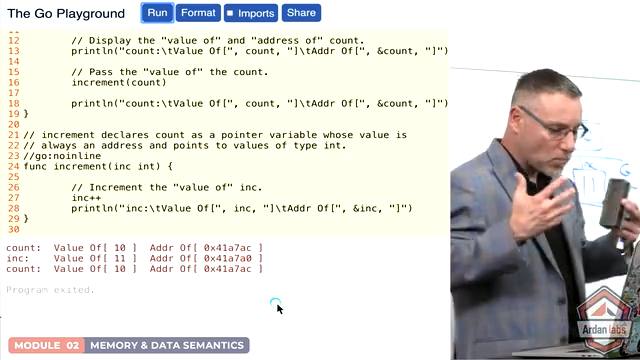 The Go Playground Run Format Imports Share
12 // Display the "value of" and "address of" count.
13 println("count:\tValue Of[", count, "]\tAddr Of[", &count, "]")
14
15 // Pass the "value of" the count.
16 increment(count)
17
18 println("count:\tValue Of[", count, "]\tAddr Of[", &count, "]")
19 }
20
21 // increment declares count as a pointer variable whose value is
22 // always an address and points to values of type int.
23 //go:noinline
24 func increment(inc int) {
25
26 // Increment the "value of" inc.
27 inc++
28 println("inc:\tValue Of[", inc, "]\tAddr Of[", &inc, "]")
29 }
30
count: Value Of[ 10 ] Addr Of[ 0x41a7ac ]
inc: Value Of[ 11 ] Addr Of[ 0x41a7a0 ]
count: Value Of[ 10 ] Addr Of[ 0x41a7ac ]
Program exited.
MODULE 02 MEMORY & DATA SEMANTICS
Ardan labs